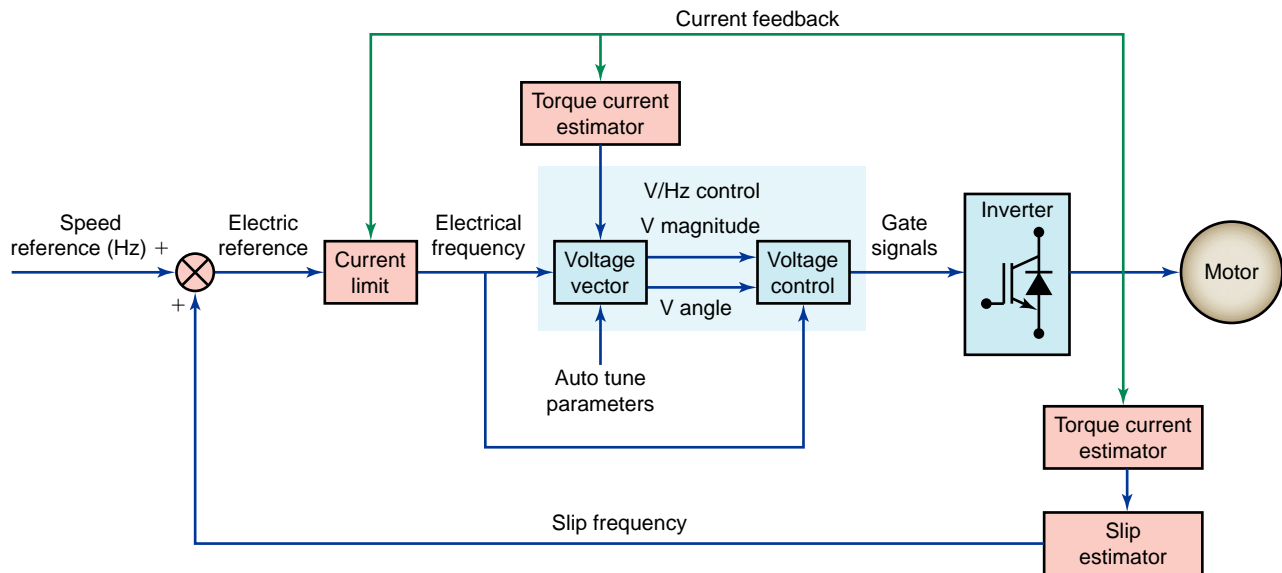 Current feedback
Torque current
estimator
V/Hz control
Speed
reference (Hz)
+
+
Electric
reference
Current
limit
Electrical
frequency
V magnitude
Voltage
vector
V angle
Voltage
control
Auto tune
parameters
Gate
signals
Inverter
Motor
Torque current
estimator
Slip
estimator
Slip frequency